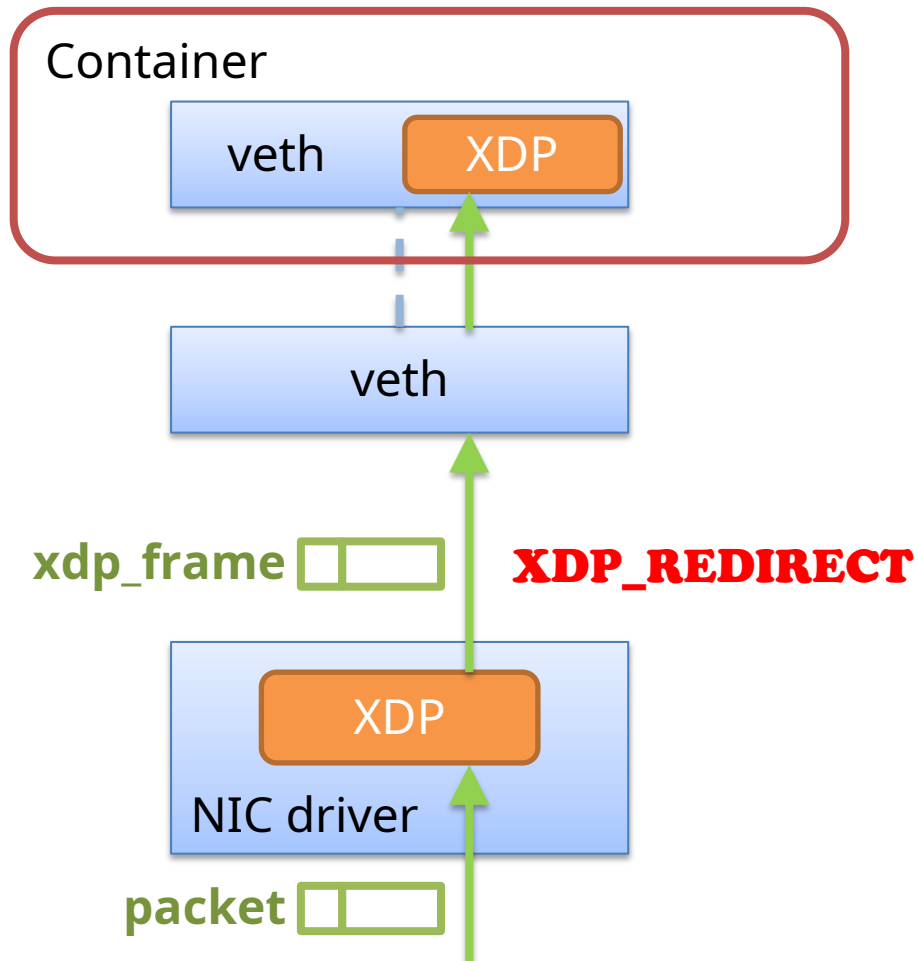 Container
veth
XDP
veth
xdp_frame
XDP_REDIRECT
XDP
NIC driver
packet